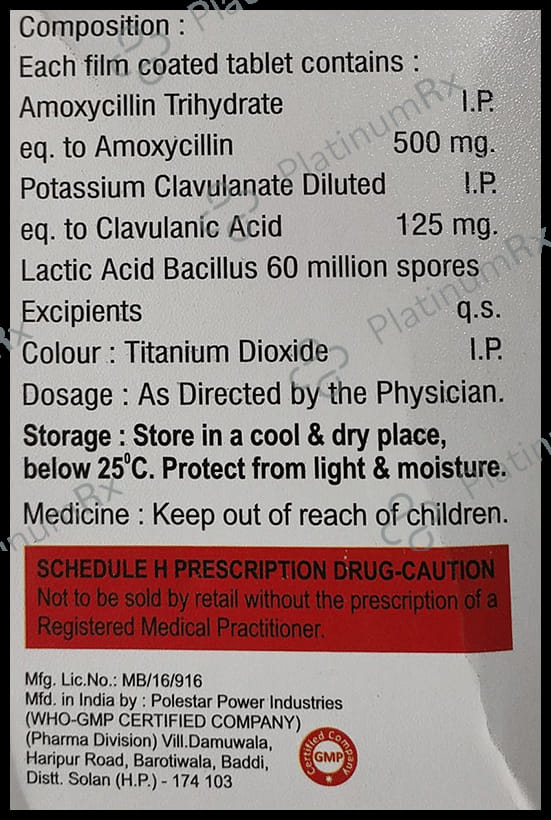 Composition :
Each film coated tablet contains :
Amoxycillin Trihydrate I.P.
eq. to Amoxycillin 500 mg.
Potassium Clavulanate Diluted I.P.
eq. to Clavulanic Acid 125 mg.
Lactic Acid Bacillus 60 million spores
Excipients q.s.
Colour : Titanium Dioxide I.P.
Dosage : As Directed by the Physician.
Storage : Store in a cool & dry place,
below 25⁰C. Protect from light & moisture.
Medicine : Keep out of reach of children.
SCHEDULE H PRESCRIPTION DRUG-CAUTION
Not to be sold by retail without the prescription of a
Registered Medical Practitioner.
Mfg. Lic.No.: MB/16/916
Mfd. in India by : Polestar Power Industries
(WHO-GMP CERTIFIED COMPANY)
(Pharma Division) Vill.Damuwala,
Haripur Road, Barotiwala, Baddi,
Distt. Solan (H.P.) - 174 103
Certified Company
GMP
PlatinumRx
PlatinumRx
PlatinumRx